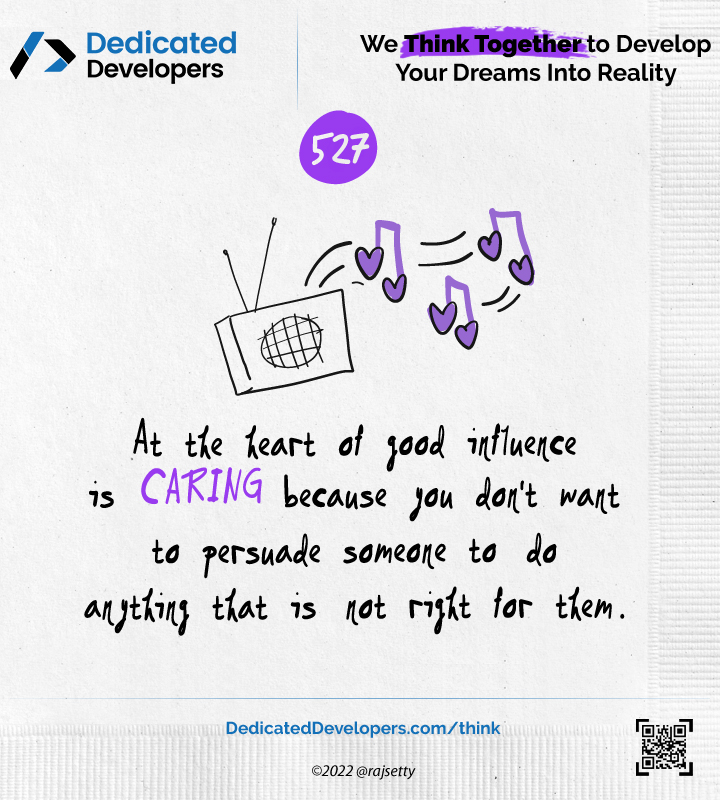 Dedicated
Developers
We Think Together to Develop
Your Dreams Into Reality
527
At the heart of good influence
is CARING because you don't want
to persuade someone to do
anything that is not right for them.
DedicatedDevelopers.com/think
©2022 @rajsetty